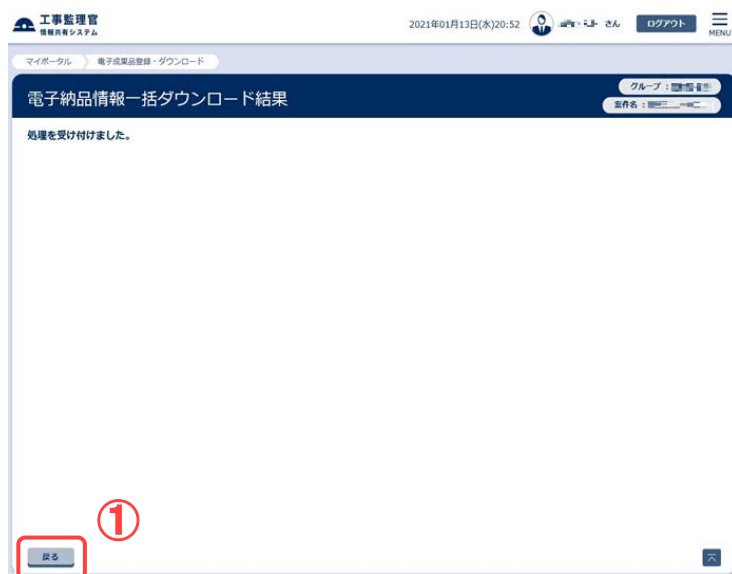 工事監理官
情報共有システム
2021年01月13日(水)20:52
さん
ログアウト
MENU
マイポータル
電子成果品登録・ダウンロード
電子納品情報一括ダウンロード結果
グループ：
案件名：
処理を受け付けました。
①
戻る